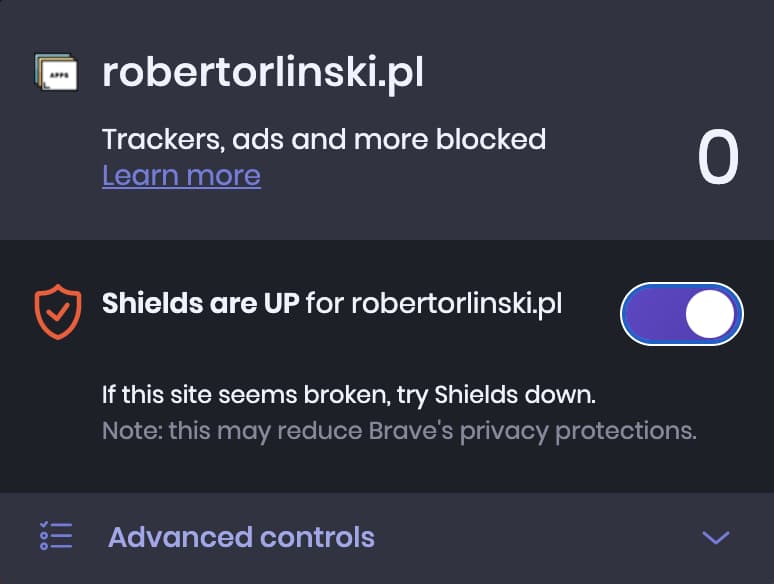 APPS
robertorlinski.pl
Trackers, ads and more blocked
Learn more
0
Shields are UP for robertorlinski.pl
If this site seems broken, try Shields down.
Note: this may reduce Brave's privacy protections.
Advanced controls